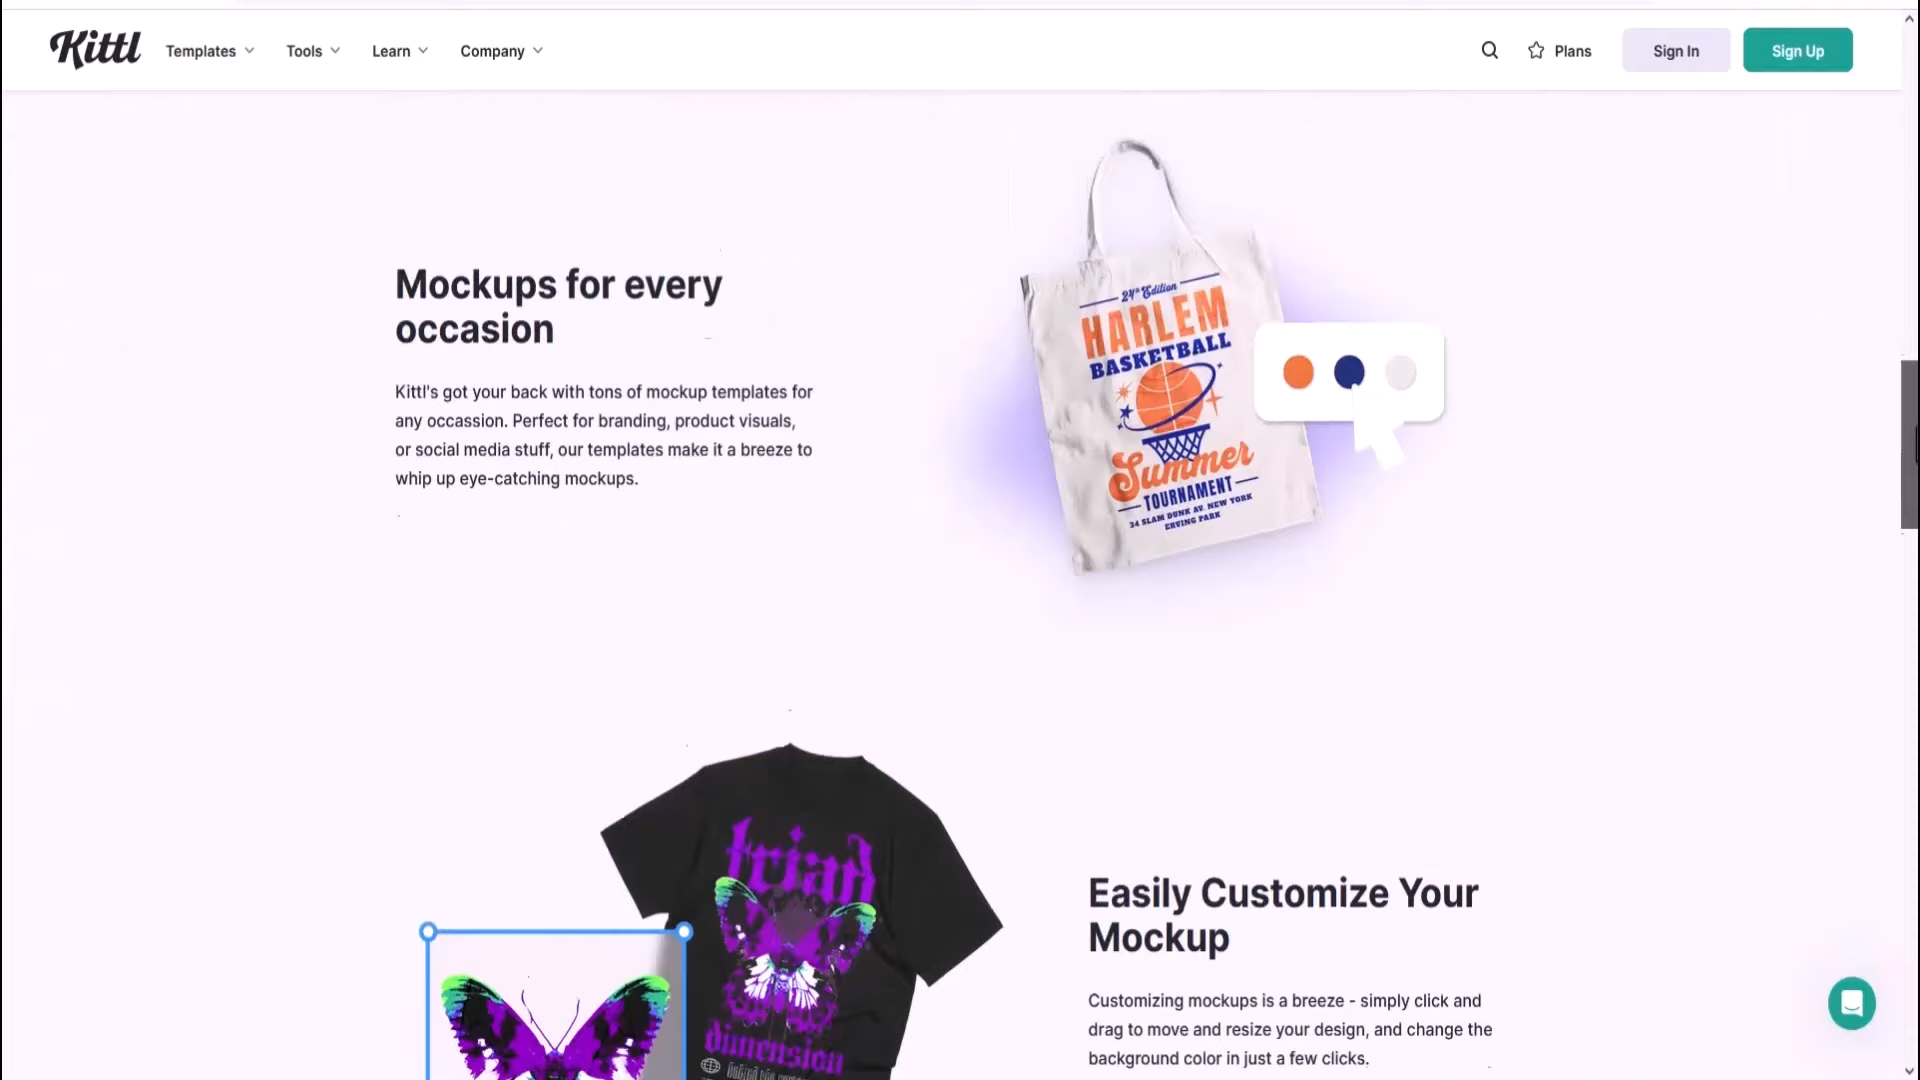 Kittl
Templates
Tools
Learn
Company
Plans
Sign In
Sign Up
Mockups for every
occasion
Kittl's got your back with tons of mockup templates for
any occassion. Perfect for branding, product visuals,
or social media stuff, our templates make it a breeze to
whip up eye-catching mockups.
24th Edition
HARLEM
BASKETBALL
Summer
TOURNAMENT
34 SLAM DUNK AV. NEW YORK
ERVING PARK
triad
dimension
Easily Customize Your
Mockup
Customizing mockups is a breeze - simply click and
drag to move and resize your design, and change the
background color in just a few clicks.